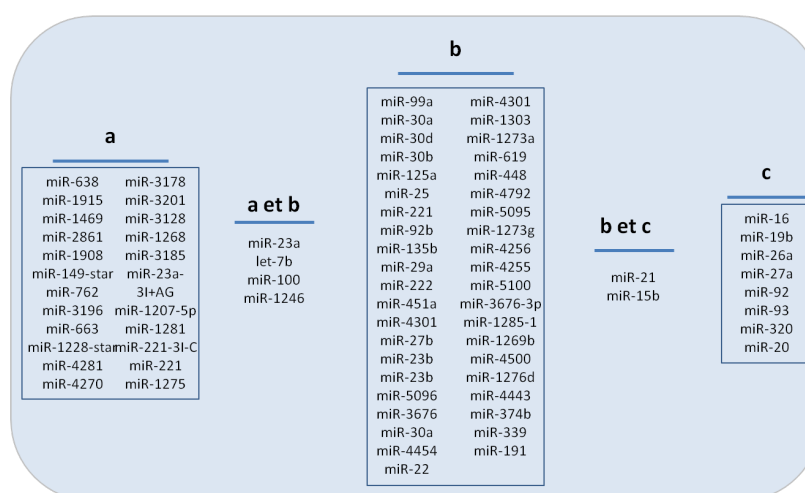 a
miR-638 miR-3178
miR-1915 miR-3201
miR-1469 miR-3128
miR-2861 miR-1268
miR-1908 miR-3185
miR-149-star miR-23a-
miR-762 3I+AG
miR-3196 miR-1207-5p
miR-663 miR-1281
miR-1228-star miR-221-3I-C
miR-4281 miR-221
miR-4270 miR-1275
a et b
miR-23a
let-7b
miR-100
miR-1246
b
miR-99a miR-4301
miR-30a miR-1303
miR-30d miR-1273a
miR-30b miR-619
miR-125a miR-448
miR-25 miR-4792
miR-221 miR-5095
miR-92b miR-1273g
miR-135b miR-4256
miR-29a miR-4255
miR-222 miR-5100
miR-451a miR-3676-3p
miR-4301 miR-1285-1
miR-27b miR-1269b
miR-23b miR-4500
miR-23b miR-1276d
miR-5096 miR-4443
miR-3676 miR-374b
miR-30a miR-339
miR-4454 miR-191
miR-22
b et c
miR-21
miR-15b
c
miR-16
miR-19b
miR-26a
miR-27a
miR-92
miR-93
miR-320
miR-20